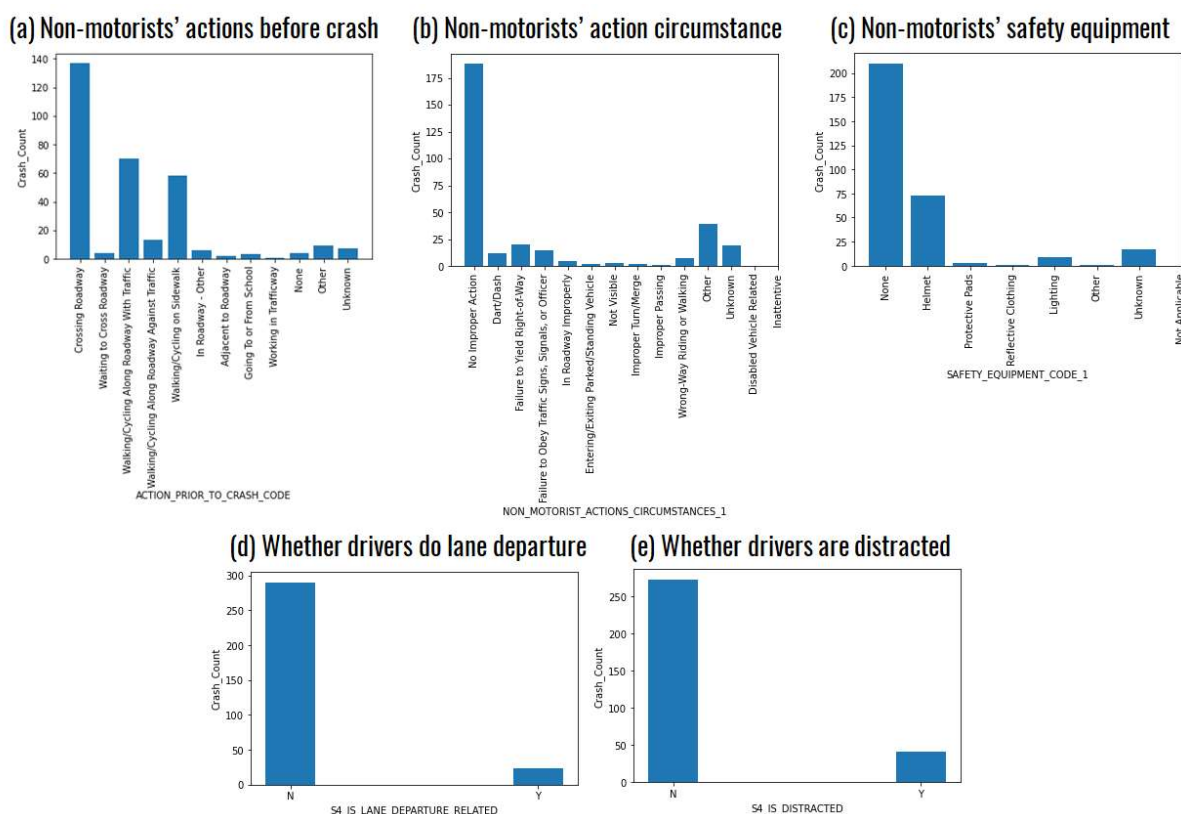 (a) Non-motorists’ actions before crash
140
120
100
80
60
40
20
0
Crash_Count
Crossing Roadway
Waiting to Cross Roadway
Walking/Cycling Along Roadway With Traffic
Walking/Cycling Along Roadway Against Traffic
Walking/Cycling on Sidewalk
In Roadway - Other
Adjacent to Roadway
Going To or From School
Working in Trafficway
None
Other
Unknown
ACTION_PRIOR_TO_CRASH_CODE
(b) Non-motorists’ action circumstance
175
150
125
100
75
50
25
0
Crash_Count
No Improper Action
Dart/Dash
Failure to Yield Right-of-Way
Failure to Obey Traffic Signs, Signals, or Officer
In Roadway Improperly
Entering/Exiting Parked/Standing Vehicle
Not Visible
Improper Turn/Merge
Improper Passing
Wrong-Way Riding or Walking
Other
Unknown
Disabled Vehicle Related
Inattentive
NON_MOTORIST_ACTIONS_CIRCUMSTANCES_1
(c) Non-motorists’ safety equipment
200
175
150
125
100
75
50
25
0
Crash_Count
None
Helmet
Protective Pads
Reflective Clothing
Lighting
Other
Unknown
Not Applicable
SAFETY_EQUIPMENT_CODE_1
(d) Whether drivers do lane departure
300
250
200
150
100
50
0
Crash_Count
N
Y
S4_IS_LANE_DEPARTURE_RELATED
(e) Whether drivers are distracted
250
200
150
100
50
0
Crash_Count
N
Y
S4_IS_DISTRACTED